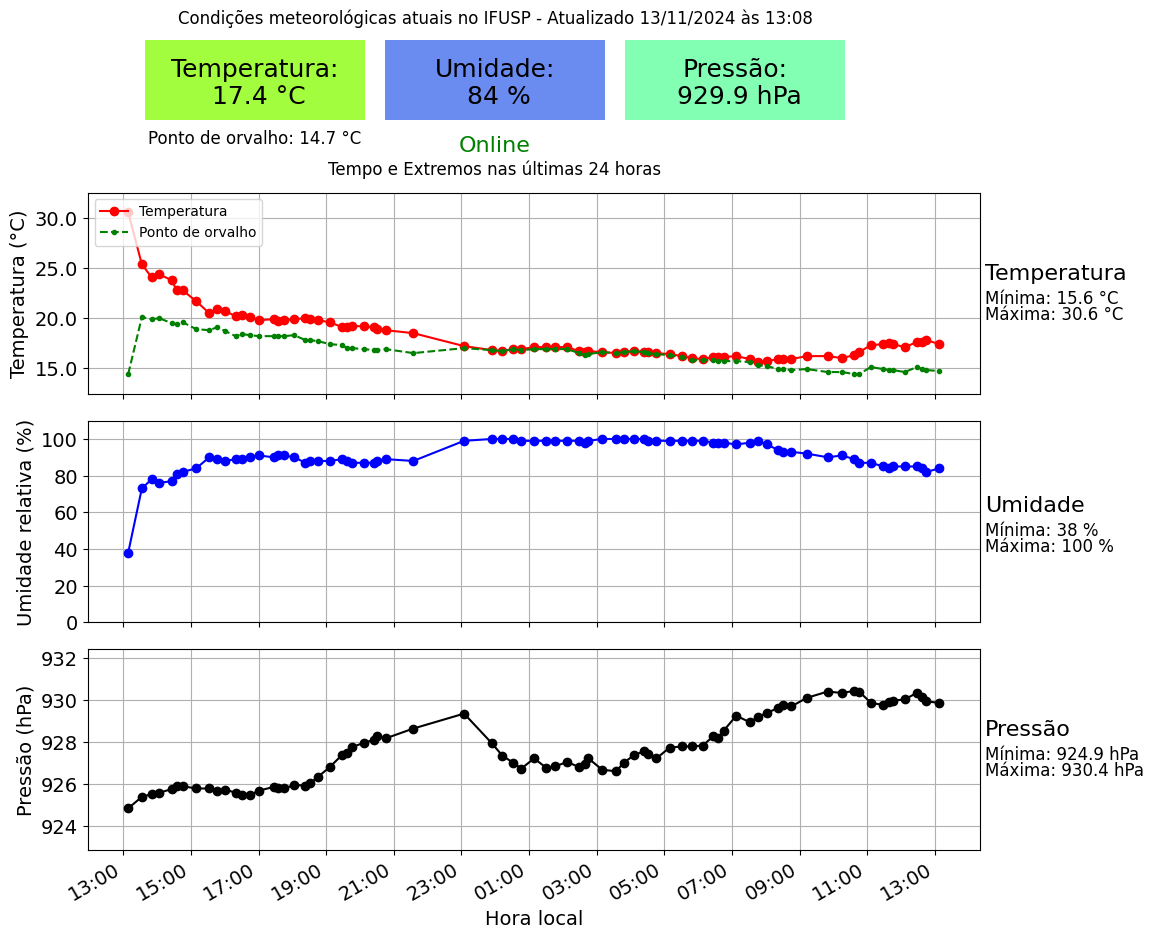 Condições meteorológicas atuais no IFUSP - Atualizado 13/11/2024 às 13:08
Temperatura:
17.4 °C
Umidade:
84 %
Pressão:
929.9 hPa
Ponto de orvalho: 14.7 °C
Online
Tempo e Extremos nas últimas 24 horas
Temperatura (°C)
30.0
25.0
20.0
15.0
Temperatura
Ponto de orvalho
Temperatura
Mínima: 15.6 °C
Máxima: 30.6 °C
Umidade relativa (%)
100
80
60
40
20
0
Umidade
Mínima: 38 %
Máxima: 100 %
Pressão (hPa)
932
930
928
926
924
Pressão
Mínima: 924.9 hPa
Máxima: 930.4 hPa
13:00 15:00 17:00 19:00 21:00 23:00 01:00 03:00 05:00 07:00 09:00 11:00 13:00
Hora local